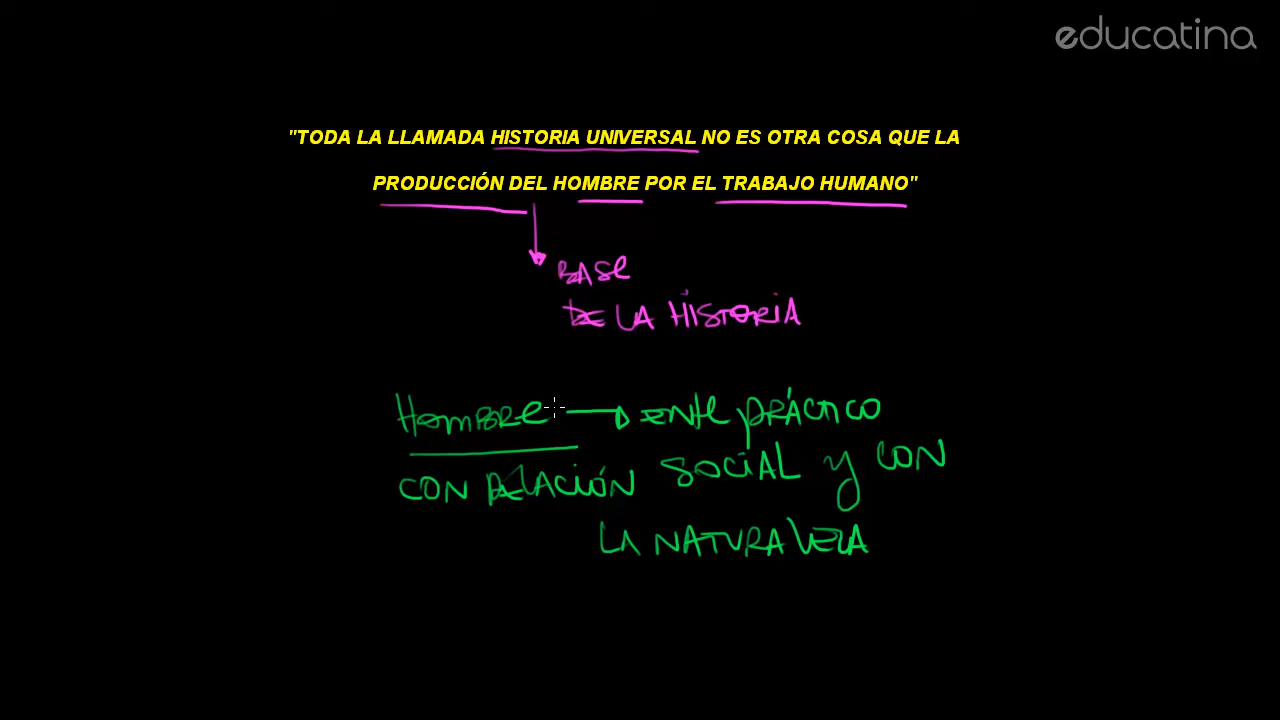 educatina
"TODA LA LLAMADA HISTORIA UNIVERSAL NO ES OTRA COSA QUE LA
PRODUCCIÓN DEL HOMBRE POR EL TRABAJO HUMANO"
BASE
DE LA HISTORIA
HOMBRE ENTE PRÁCTICO
CON RELACIÓN SOCIAL Y CON
LA NATURALEZA